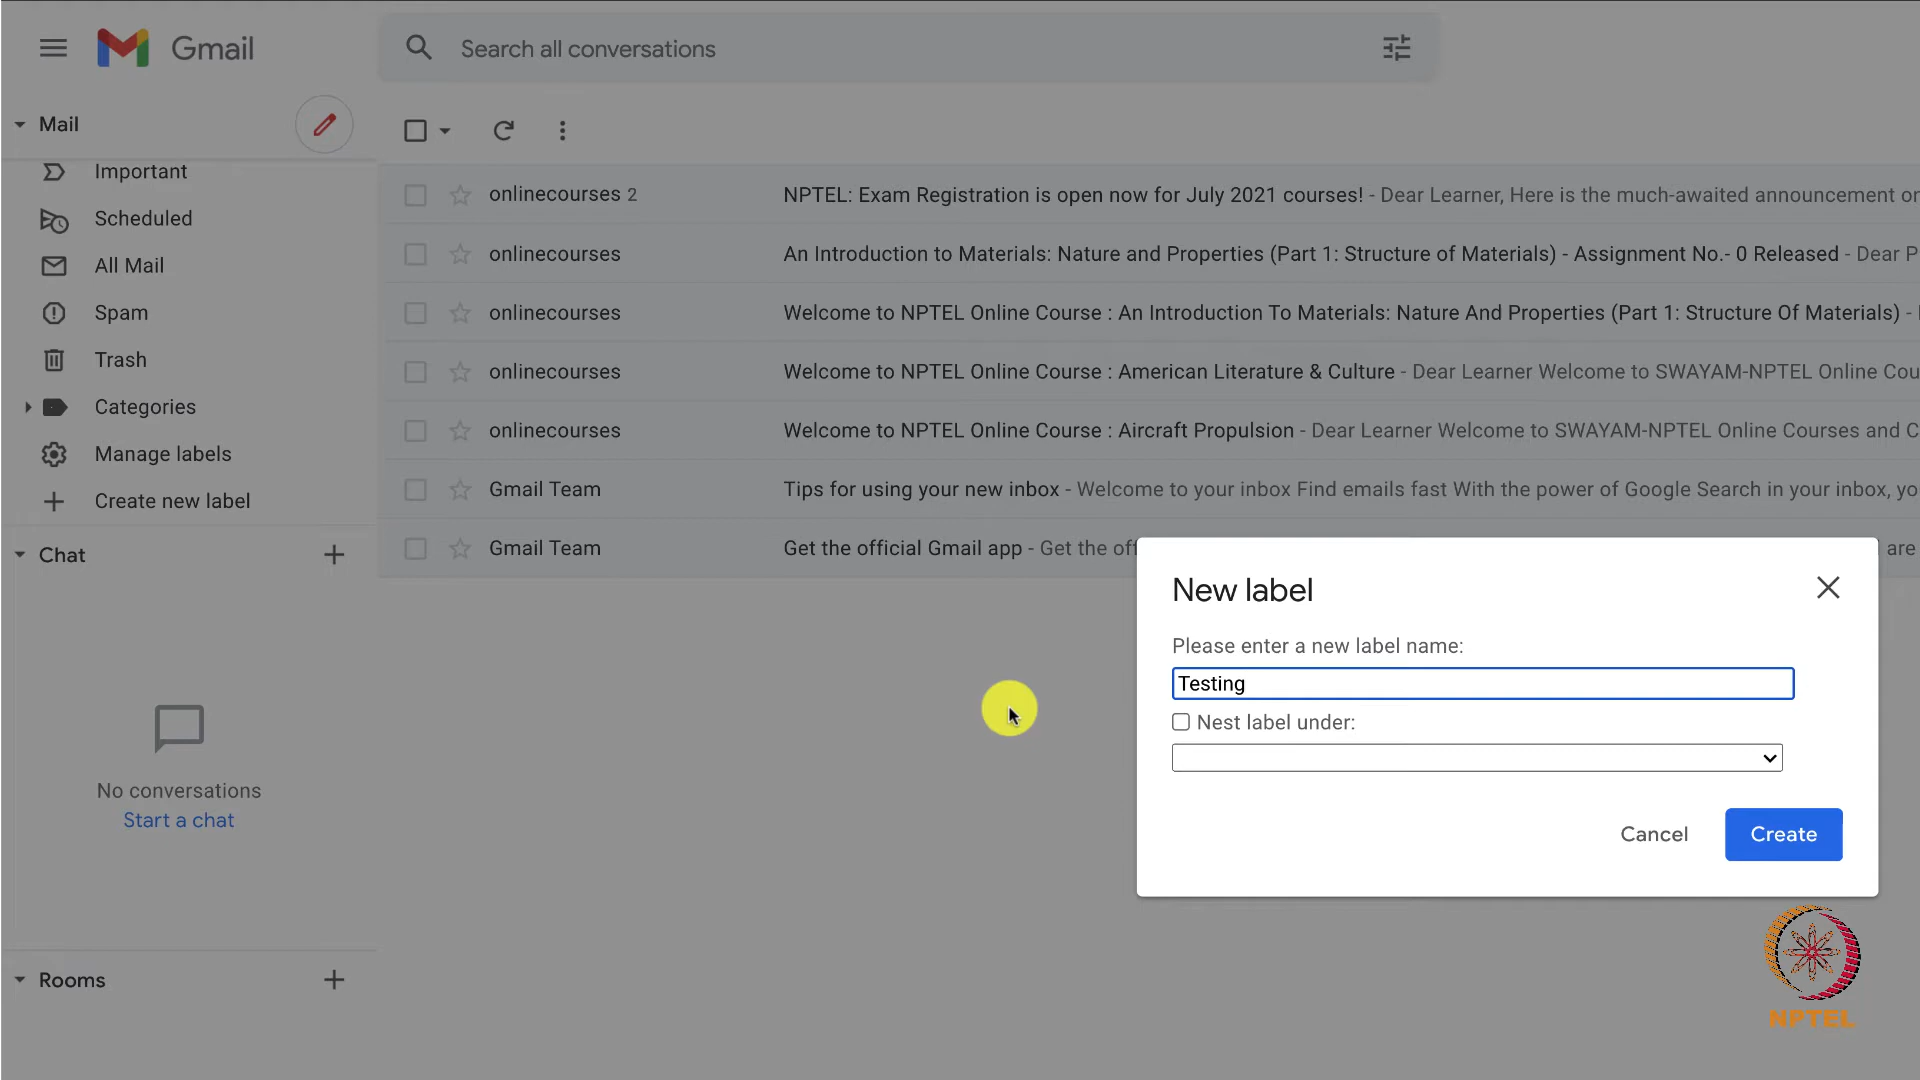 Gmail
Search all conversations
Mail
Important
Scheduled
All Mail
Spam
Trash
Categories
Manage labels
Create new label
Chat
No conversations
Start a chat
Rooms
onlinecourses 2 NPTEL: Exam Registration is open now for July 2021 courses! - Dear Learner, Here is the much-awaited announcement or
onlinecourses An Introduction to Materials: Nature and Properties (Part 1: Structure of Materials) - Assignment No.- 0 Released - Dear P
onlinecourses Welcome to NPTEL Online Course : An Introduction To Materials: Nature And Properties (Part 1: Structure Of Materials) -
onlinecourses Welcome to NPTEL Online Course : American Literature & Culture - Dear Learner Welcome to SWAYAM-NPTEL Online Cou
onlinecourses Welcome to NPTEL Online Course : Aircraft Propulsion - Dear Learner Welcome to SWAYAM-NPTEL Online Courses and C
Gmail Team Tips for using your new inbox - Welcome to your inbox Find emails fast With the power of Google Search in your inbox, yo
Gmail Team Get the official Gmail app - Get the of are
New label
Please enter a new label name:
Testing
Nest label under:
Cancel Create
NPTEL